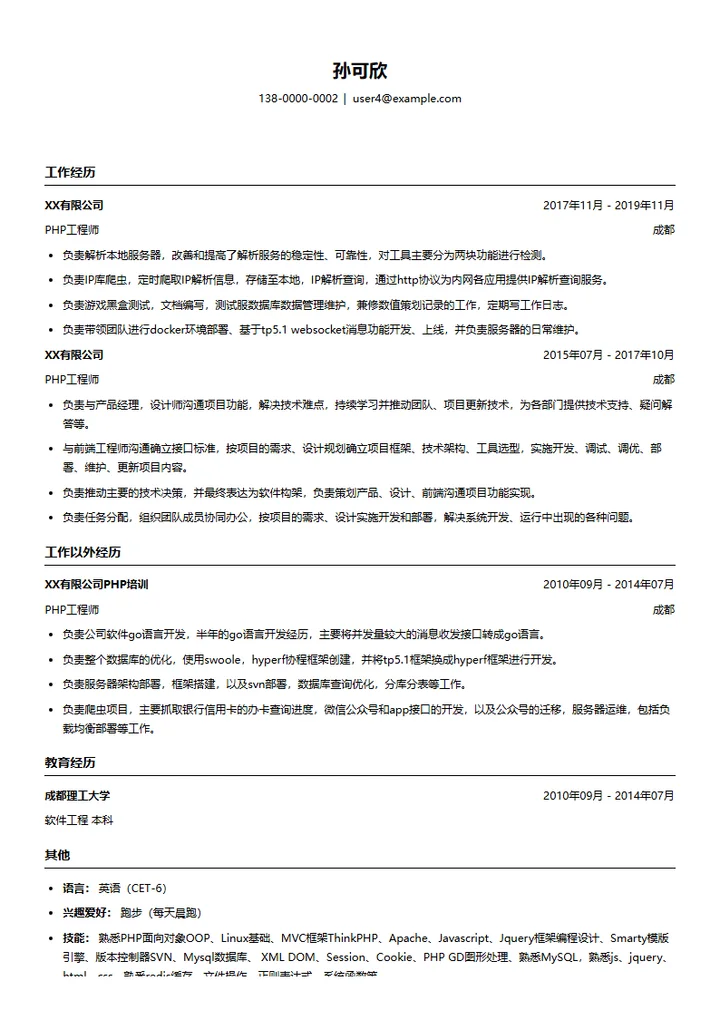 孙可欣
138-0000-0002 | user4@example.com
工作经历
XX有限公司 2017年11月 - 2019年11月
PHP工程师 成都
• 负责解析本地服务器，改善和提高了解析服务的稳定性、可靠性，对工具主要分为两块功能进行检测。
• 负责IP库爬虫，定时爬取IP解析信息，存储至本地，IP解析查询，通过http协议为内网各应用提供IP解析查询服务。
• 负责游戏黑盒测试，文档编写，测试服数据库数据管理维护，兼修数值策划记录的工作，定期写工作日志。
• 负责带领团队进行docker环境部署、基于tp5.1 websocket消息功能开发、上线，并负责服务器的日常维护。
XX有限公司 2015年07月 - 2017年10月
PHP工程师 成都
• 负责与产品经理，设计师沟通项目功能，解决技术难点，持续学习并推动团队、项目更新技术，为各部门提供技术支持、疑问解
答等。
• 与前端工程师沟通确立接口标准，按项目的需求、设计规划确立项目框架、技术架构、工具选型，实施开发、调试、调优、部
署、维护、更新项目内容。
• 负责推动主要的技术决策，并最终表达为软件构架，负责策划产品、设计、前端沟通项目功能实现。
• 负责任务分配，组织团队成员协同办公，按项目的需求、设计实施开发和部署，解决系统开发、运行中出现的各种问题。
工作以外经历
XX有限公司PHP培训 2010年09月 - 2014年07月
PHP工程师 成都
• 负责公司软件go语言开发，半年的go语言开发经历，主要将并发量较大的消息收发接口转成go语言。
• 负责整个数据库的优化，使用swoole，hyperf协程框架创建，并将tp5.1框架换成hyperf框架进行开发。
• 负责服务器架构部署，框架搭建，以及svn部署，数据库查询优化，分库分表等工作。
• 负责爬虫项目，主要抓取银行信用卡的办卡查询进度，微信公众号和app接口的开发，以及公众号的迁移，服务器运维，包括负
载均衡部署等工作。
教育经历
成都理工大学 2010年09月 - 2014年07月
软件工程 本科
其他
• 语言： 英语（CET-6）
• 兴趣爱好： 跑步（每天晨跑）
• 技能： 熟悉PHP面向对象OOP、Linux基础、MVC框架ThinkPHP、Apache、Javascript、Jquery框架编程设计、Smarty模版
引擎、版本控制器SVN、Mysql数据库、 XML DOM、Session、Cookie、PHP GD图形处理、熟悉MySQL，熟悉js、jquery、
html、css，熟悉redis缓存、文件操作、正则表达式、系统函数等